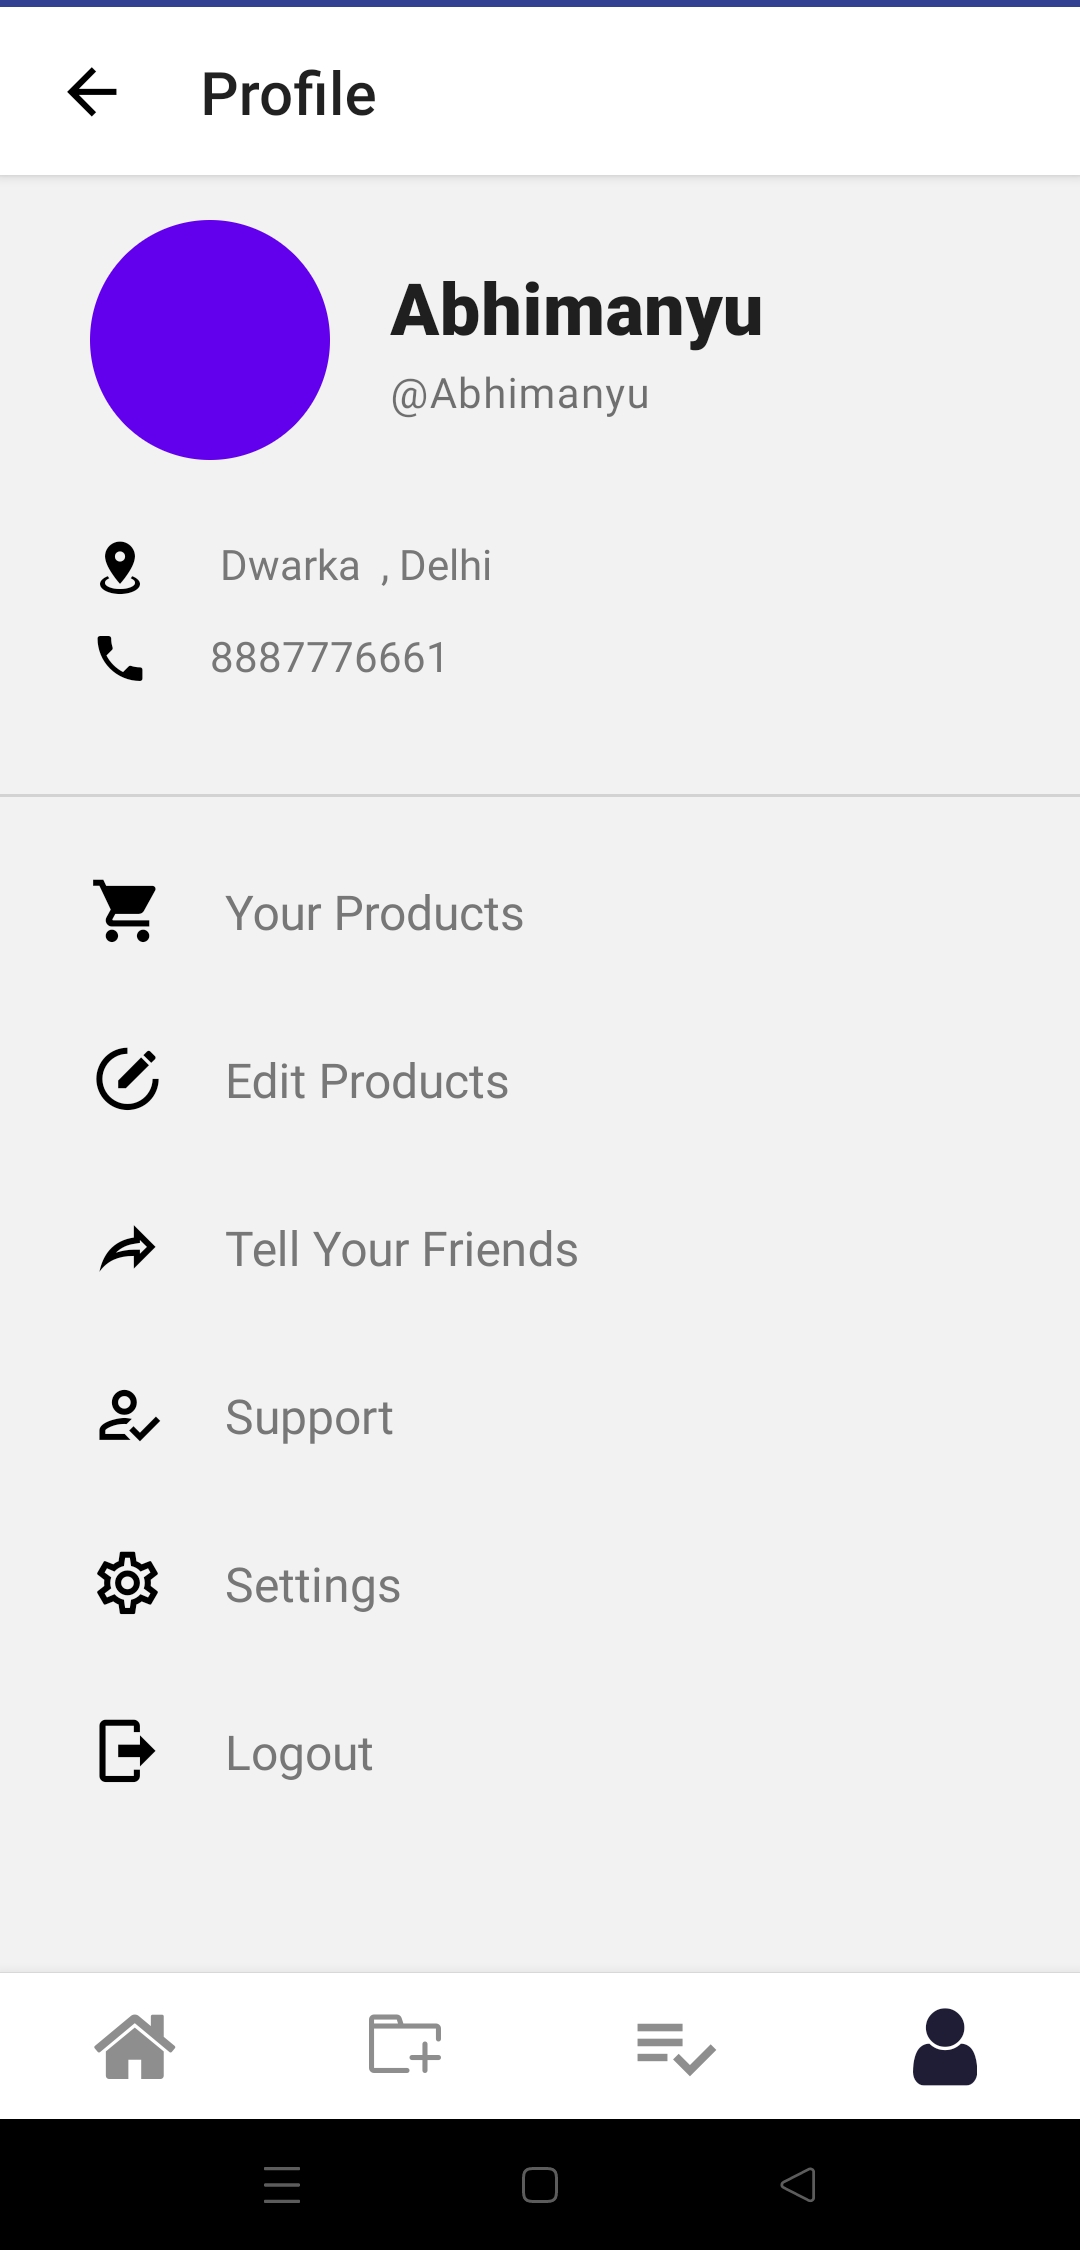 Profile
Abhimanyu
@Abhimanyu
Dwarka  , Delhi
8887776661
Your Products
Edit Products
Tell Your Friends
Support
Settings
Logout